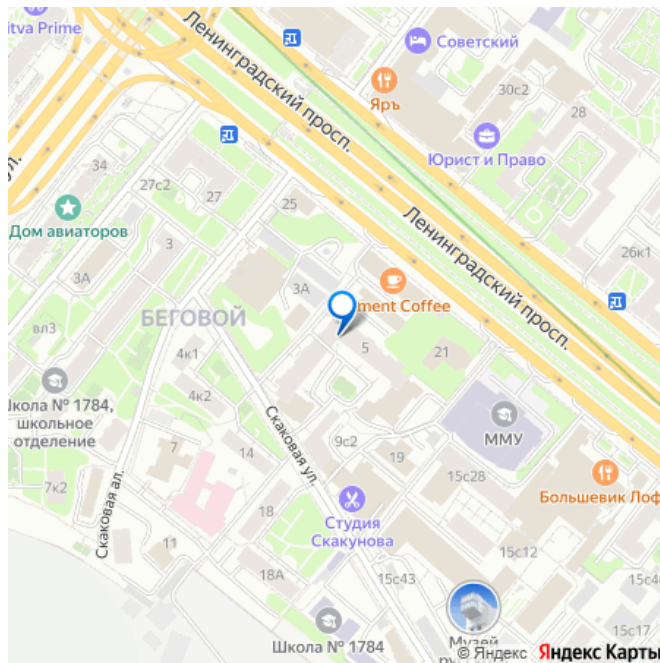 itva Prime
Ленинградский просп.
Советский
Яръ
30с2
28
Юрист и Право
34
27с2
27
25
Дом авиаторов
3
3А
3А
Ленинградский просп.
26к1
ment Coffee
БЕГОВОЙ
вл3
4к1
5
21
4к2
Школа № 1784,
школьное
отделение
Скаковая ул.
9с2
ММУ
7
14
19
15с28
7к2
Скаковая ал.
18
Студия
Скакунова
Большевик Лоф
11
15с12
18А
15с43
15с4
Школа № 1784
Музей
15с17
© Яндекс Яндекс Карты